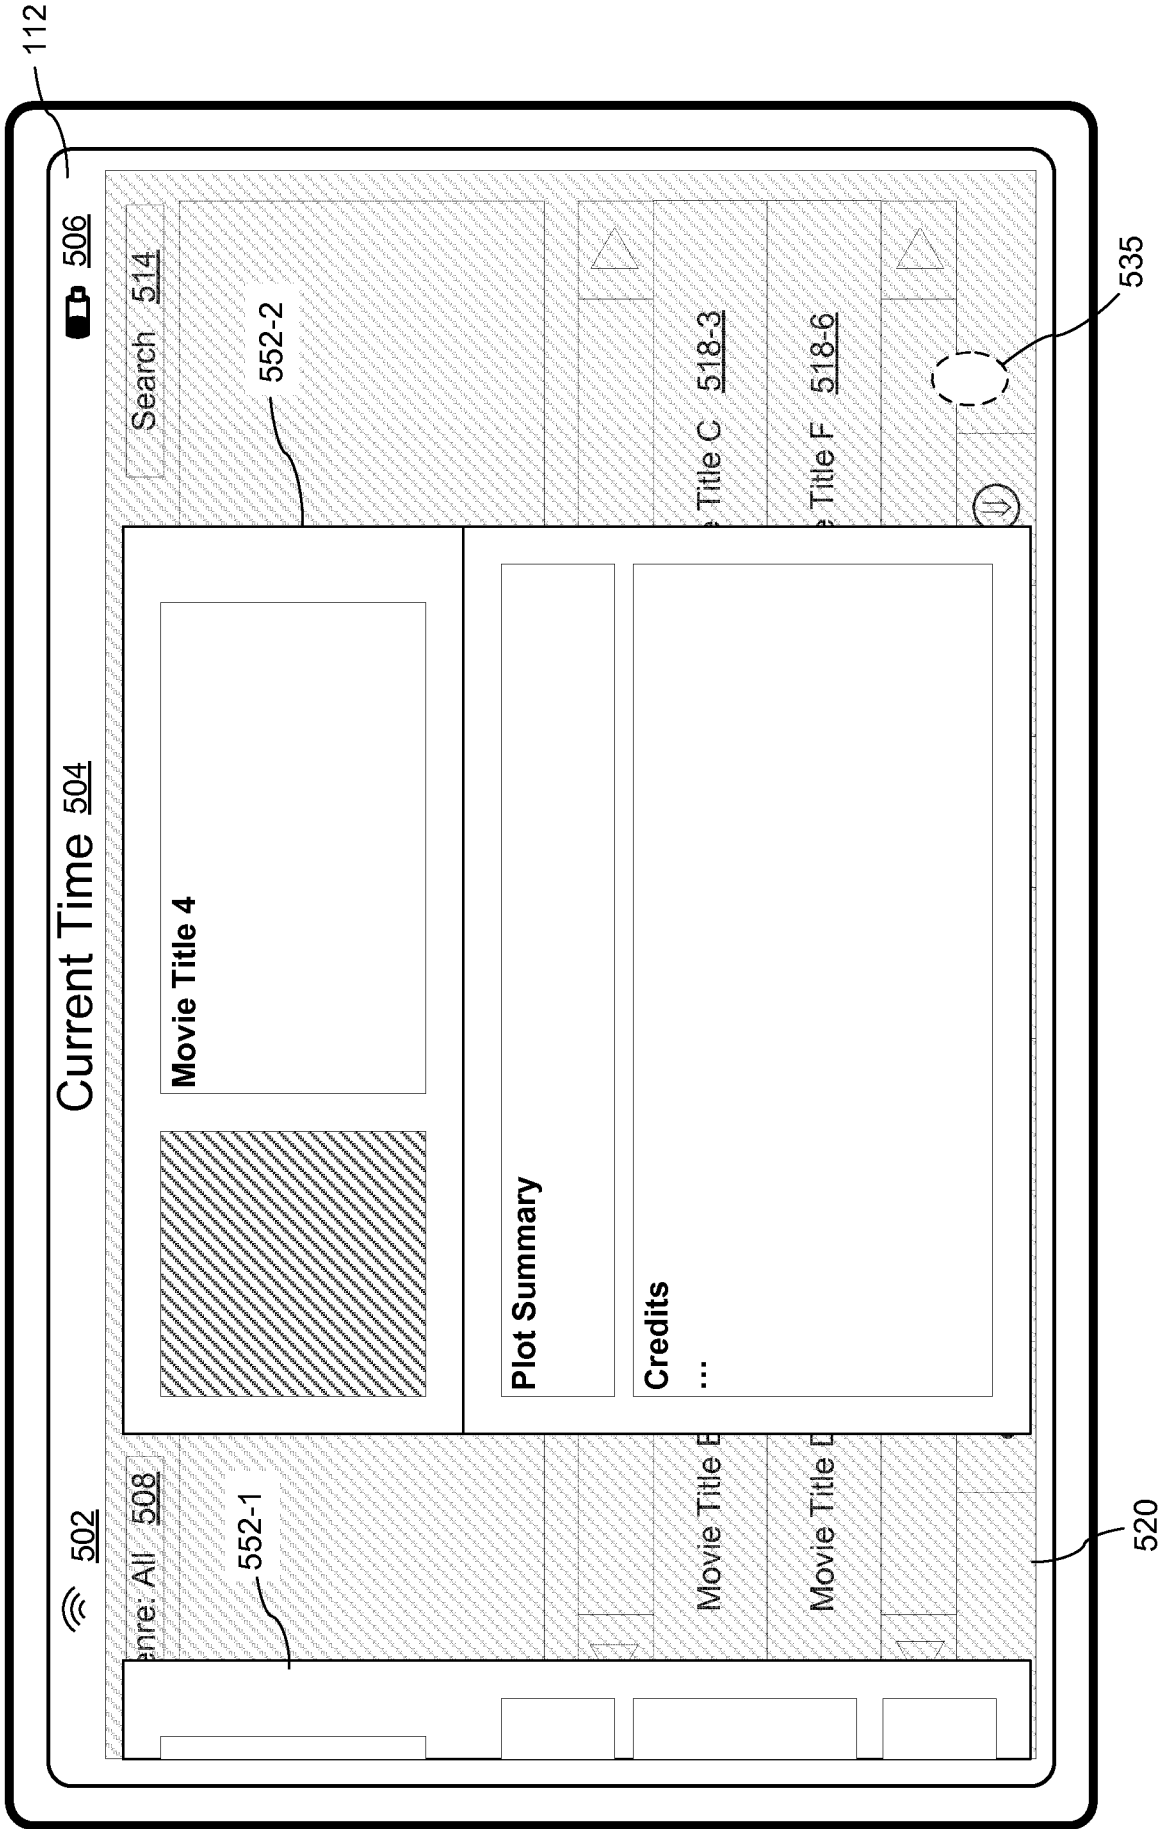 112
502
Current Time 504
506
enre: All 508
Search 514
552-1
552-2
Movie Title 4
Plot Summary
Credits
...
Movie Title B
e Title C 518-3
Movie Title D
e Title F 518-6
520
535